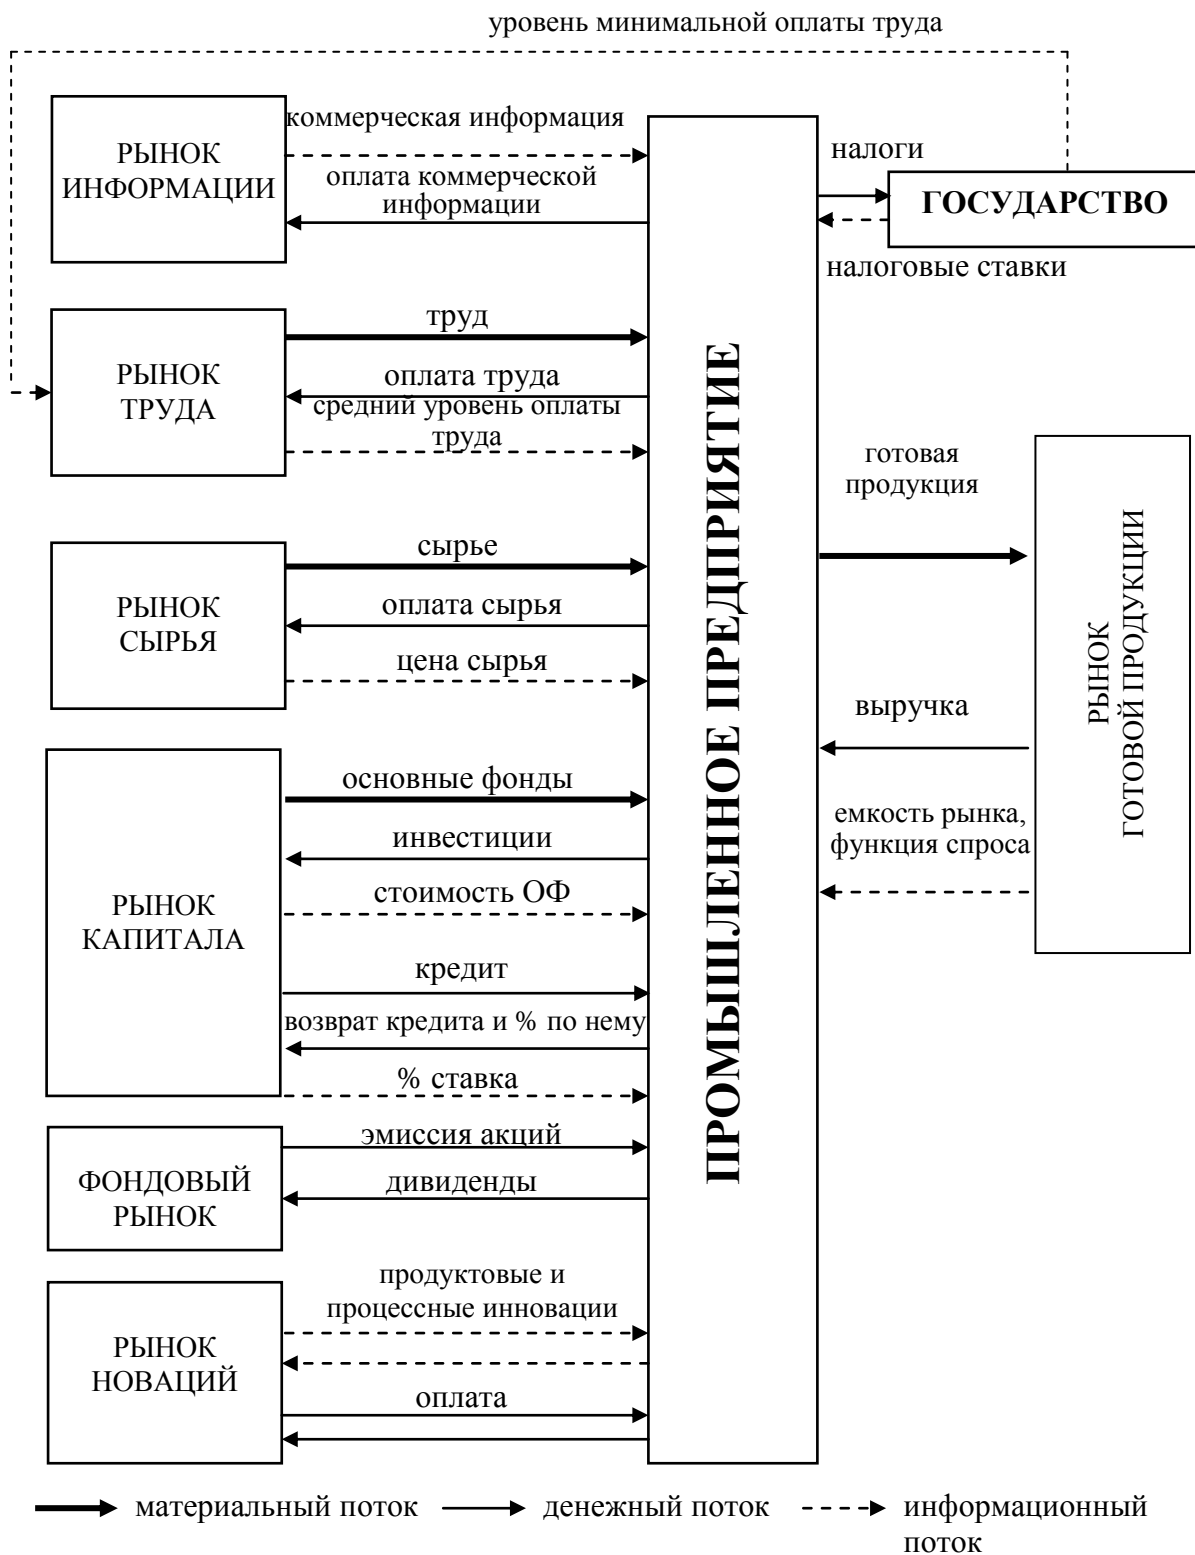 уровень минимальной оплаты труда
РЫНОК
ИНФОРМАЦИИ
коммерческая информация
оплата коммерческой
информации
налоги
ГОСУДАРСТВО
налоговые ставки
РЫНОК
ТРУДА
труд
оплата труда
средний уровень оплаты
труда
ПРОМЫШЛЕННОЕ ПРЕДПРИЯТИЕ
готовая
продукция
РЫНОК
ГОТОВОЙ ПРОДУКЦИИ
выручка
емкость рынка,
функция спроса
РЫНОК
СЫРЬЯ
сырье
оплата сырья
цена сырья
РЫНОК
КАПИТАЛА
основные фонды
инвестиции
стоимость ОФ
кредит
возврат кредита и % по нему
% ставка
ФОНДОВЫЙ
РЫНОК
эмиссия акций
дивиденды
РЫНОК
НОВАЦИЙ
продуктовые и
процессные инновации
оплата
материальный поток
денежный поток
информационный
поток